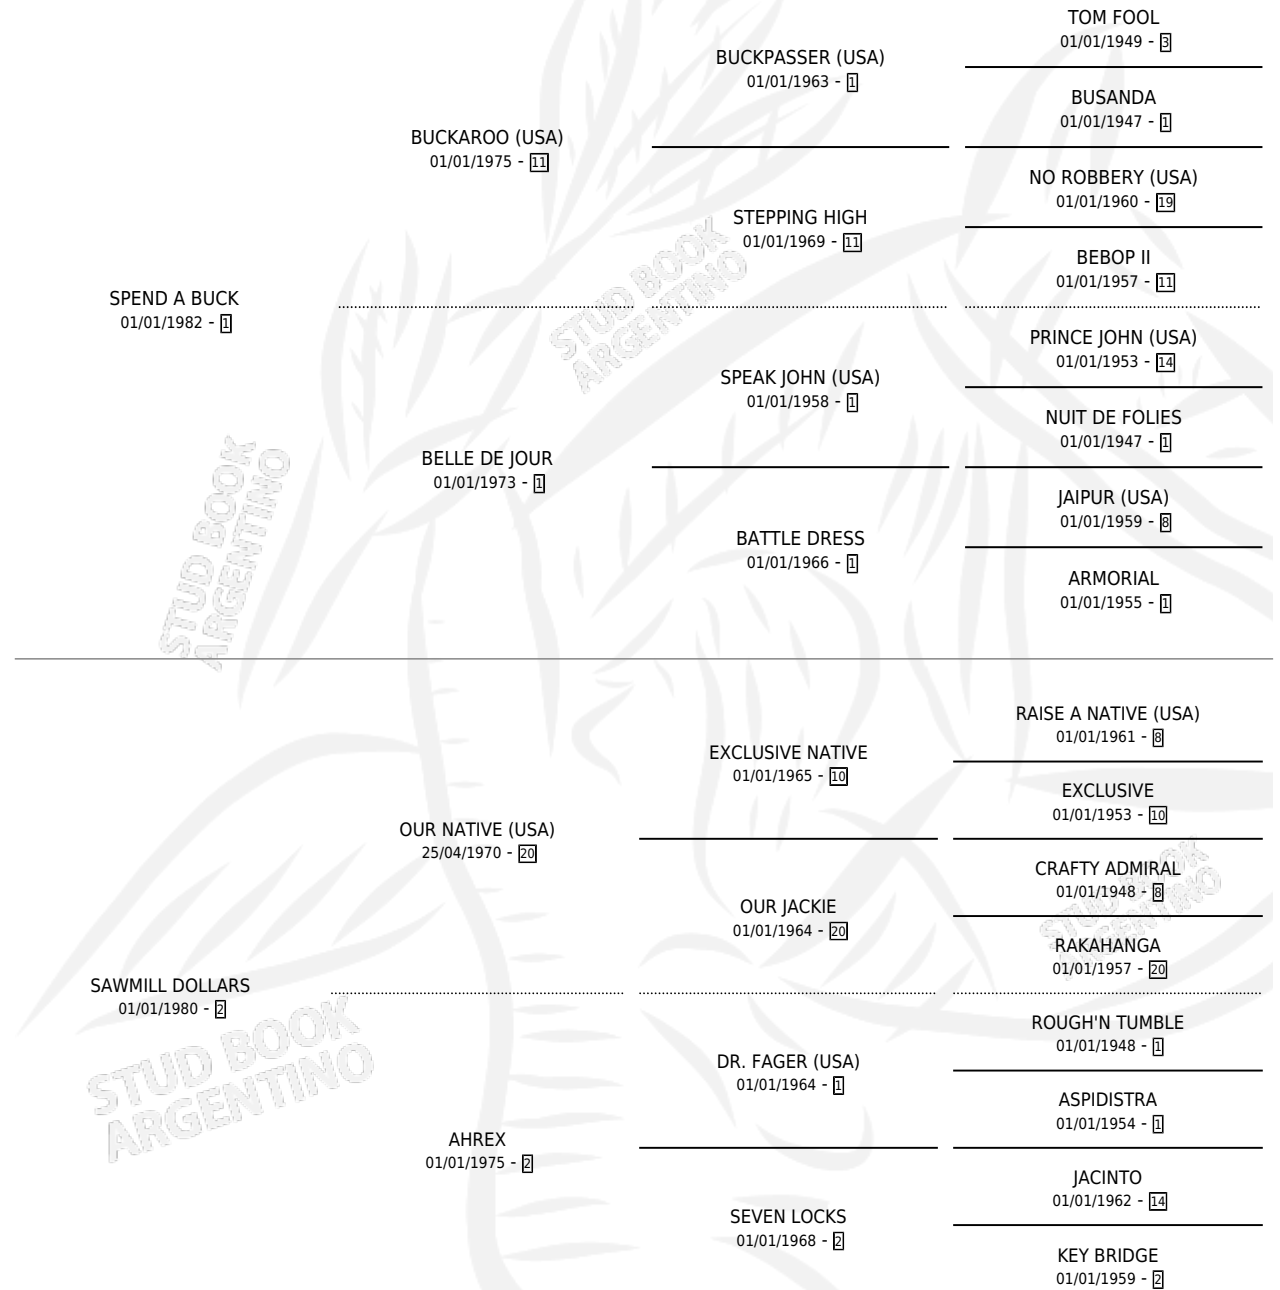 TOM FOOL
01/01/1949 - 3
BUCKPASSER (USA)
01/01/1963 - 1
BUSANDA
01/01/1947 - 1
BUCKAROO (USA)
01/01/1975 - 11
NO ROBBERY (USA)
01/01/1960 - 19
STEPPING HIGH
01/01/1969 - 11
BEBOP II
01/01/1957 - 11
SPEND A BUCK
01/01/1982 - 1
PRINCE JOHN (USA)
01/01/1953 - 14
SPEAK JOHN (USA)
01/01/1958 - 1
NUIT DE FOLIES
01/01/1947 - 1
BELLE DE JOUR
01/01/1973 - 1
JAIPUR (USA)
01/01/1959 - 8
BATTLE DRESS
01/01/1966 - 1
ARMORIAL
01/01/1955 - 1
STUD BOOK
ARGENTINO
STUD BOOK
ARGENTINO
RAISE A NATIVE (USA)
01/01/1961 - 8
EXCLUSIVE NATIVE
01/01/1965 - 10
EXCLUSIVE
01/01/1953 - 10
OUR NATIVE (USA)
25/04/1970 - 20
CRAFTY ADMIRAL
01/01/1948 - 8
OUR JACKIE
01/01/1964 - 20
RAKAHANGA
01/01/1957 - 20
STUD BOOK
ARGENTINO
SAWMILL DOLLARS
01/01/1980 - 2
ROUGH'N TUMBLE
01/01/1948 - 1
DR. FAGER (USA)
01/01/1964 - 1
ASPIDISTRA
01/01/1954 - 1
STUD BOOK
ARGENTINO
AHREX
01/01/1975 - 2
JACINTO
01/01/1962 - 14
SEVEN LOCKS
01/01/1968 - 2
KEY BRIDGE
01/01/1959 - 2